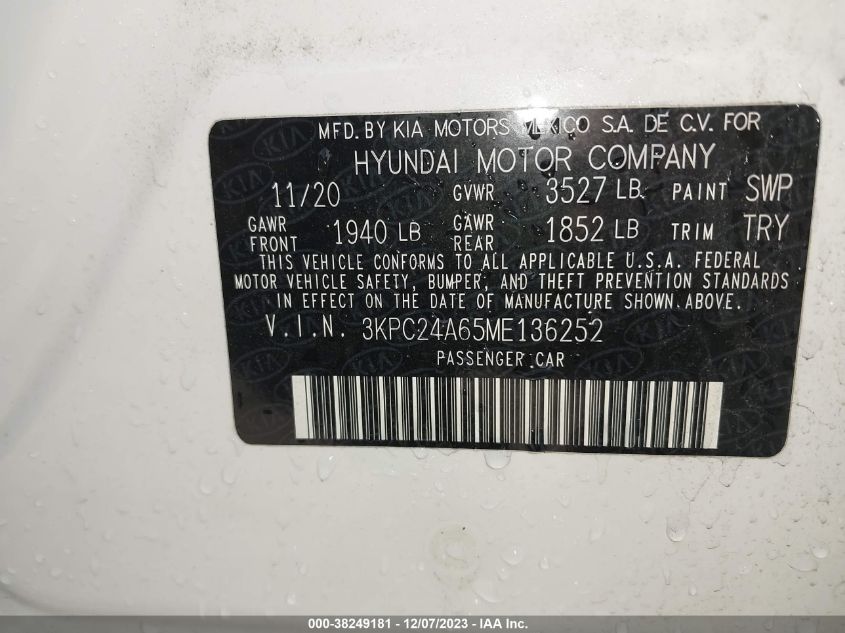 MFD. BY KIA MOTORS MEXICO S.A. DE C.V. FOR
HYUNDAI MOTOR COMPANY
11/20 GVWR 3527 LB PAINT SWP
GAWR FRONT 1940 LB GAWR REAR 1852 LB TRIM TRY
THIS VEHICLE CONFORMS TO ALL APPLICABLE U.S.A. FEDERAL
MOTOR VEHICLE SAFETY, BUMPER, AND THEFT PREVENTION STANDARDS
IN EFFECT ON THE DATE OF MANUFACTURE SHOWN ABOVE.
V.I.N. 3KPC24A65ME136252
PASSENGER CAR
000-38249181 - 12/07/2023 - IAA Inc.